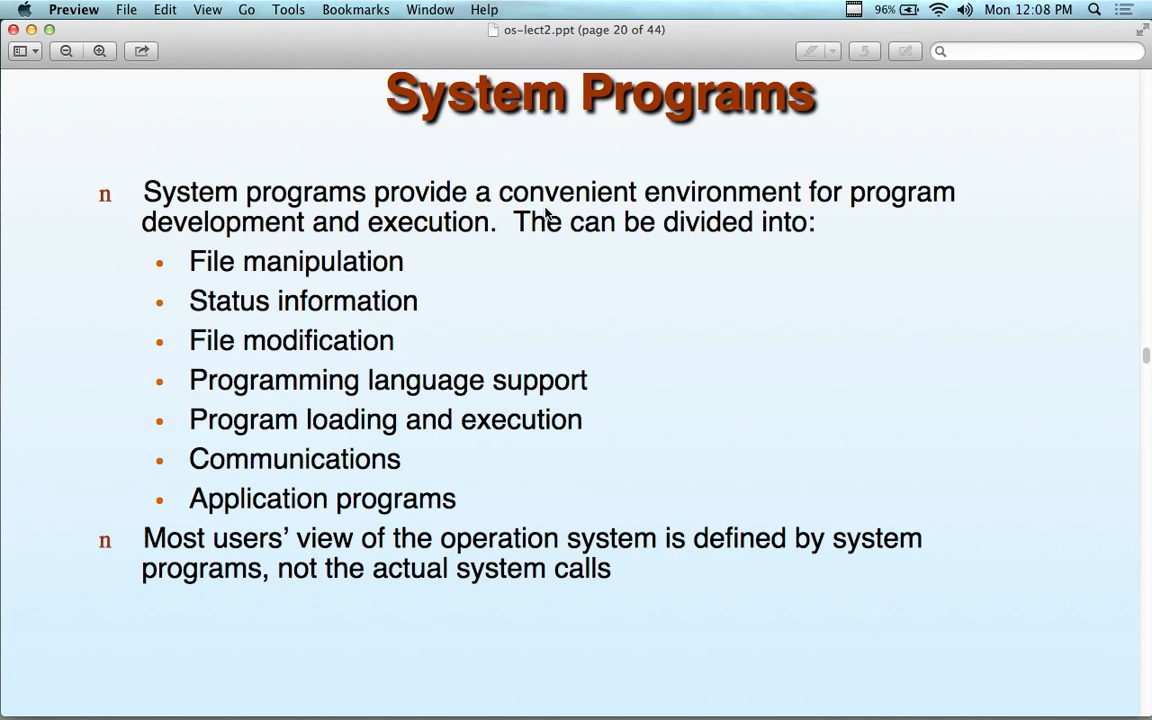 Preview File Edit View Go Tools Bookmarks Window Help 96% Mon 12:08 PM
os-lect2.ppt (page 20 of 44)
System Programs
n System programs provide a convenient environment for program
development and execution. The can be divided into:
• File manipulation
• Status information
• File modification
• Programming language support
• Program loading and execution
• Communications
• Application programs
n Most users’ view of the operation system is defined by system
programs, not the actual system calls